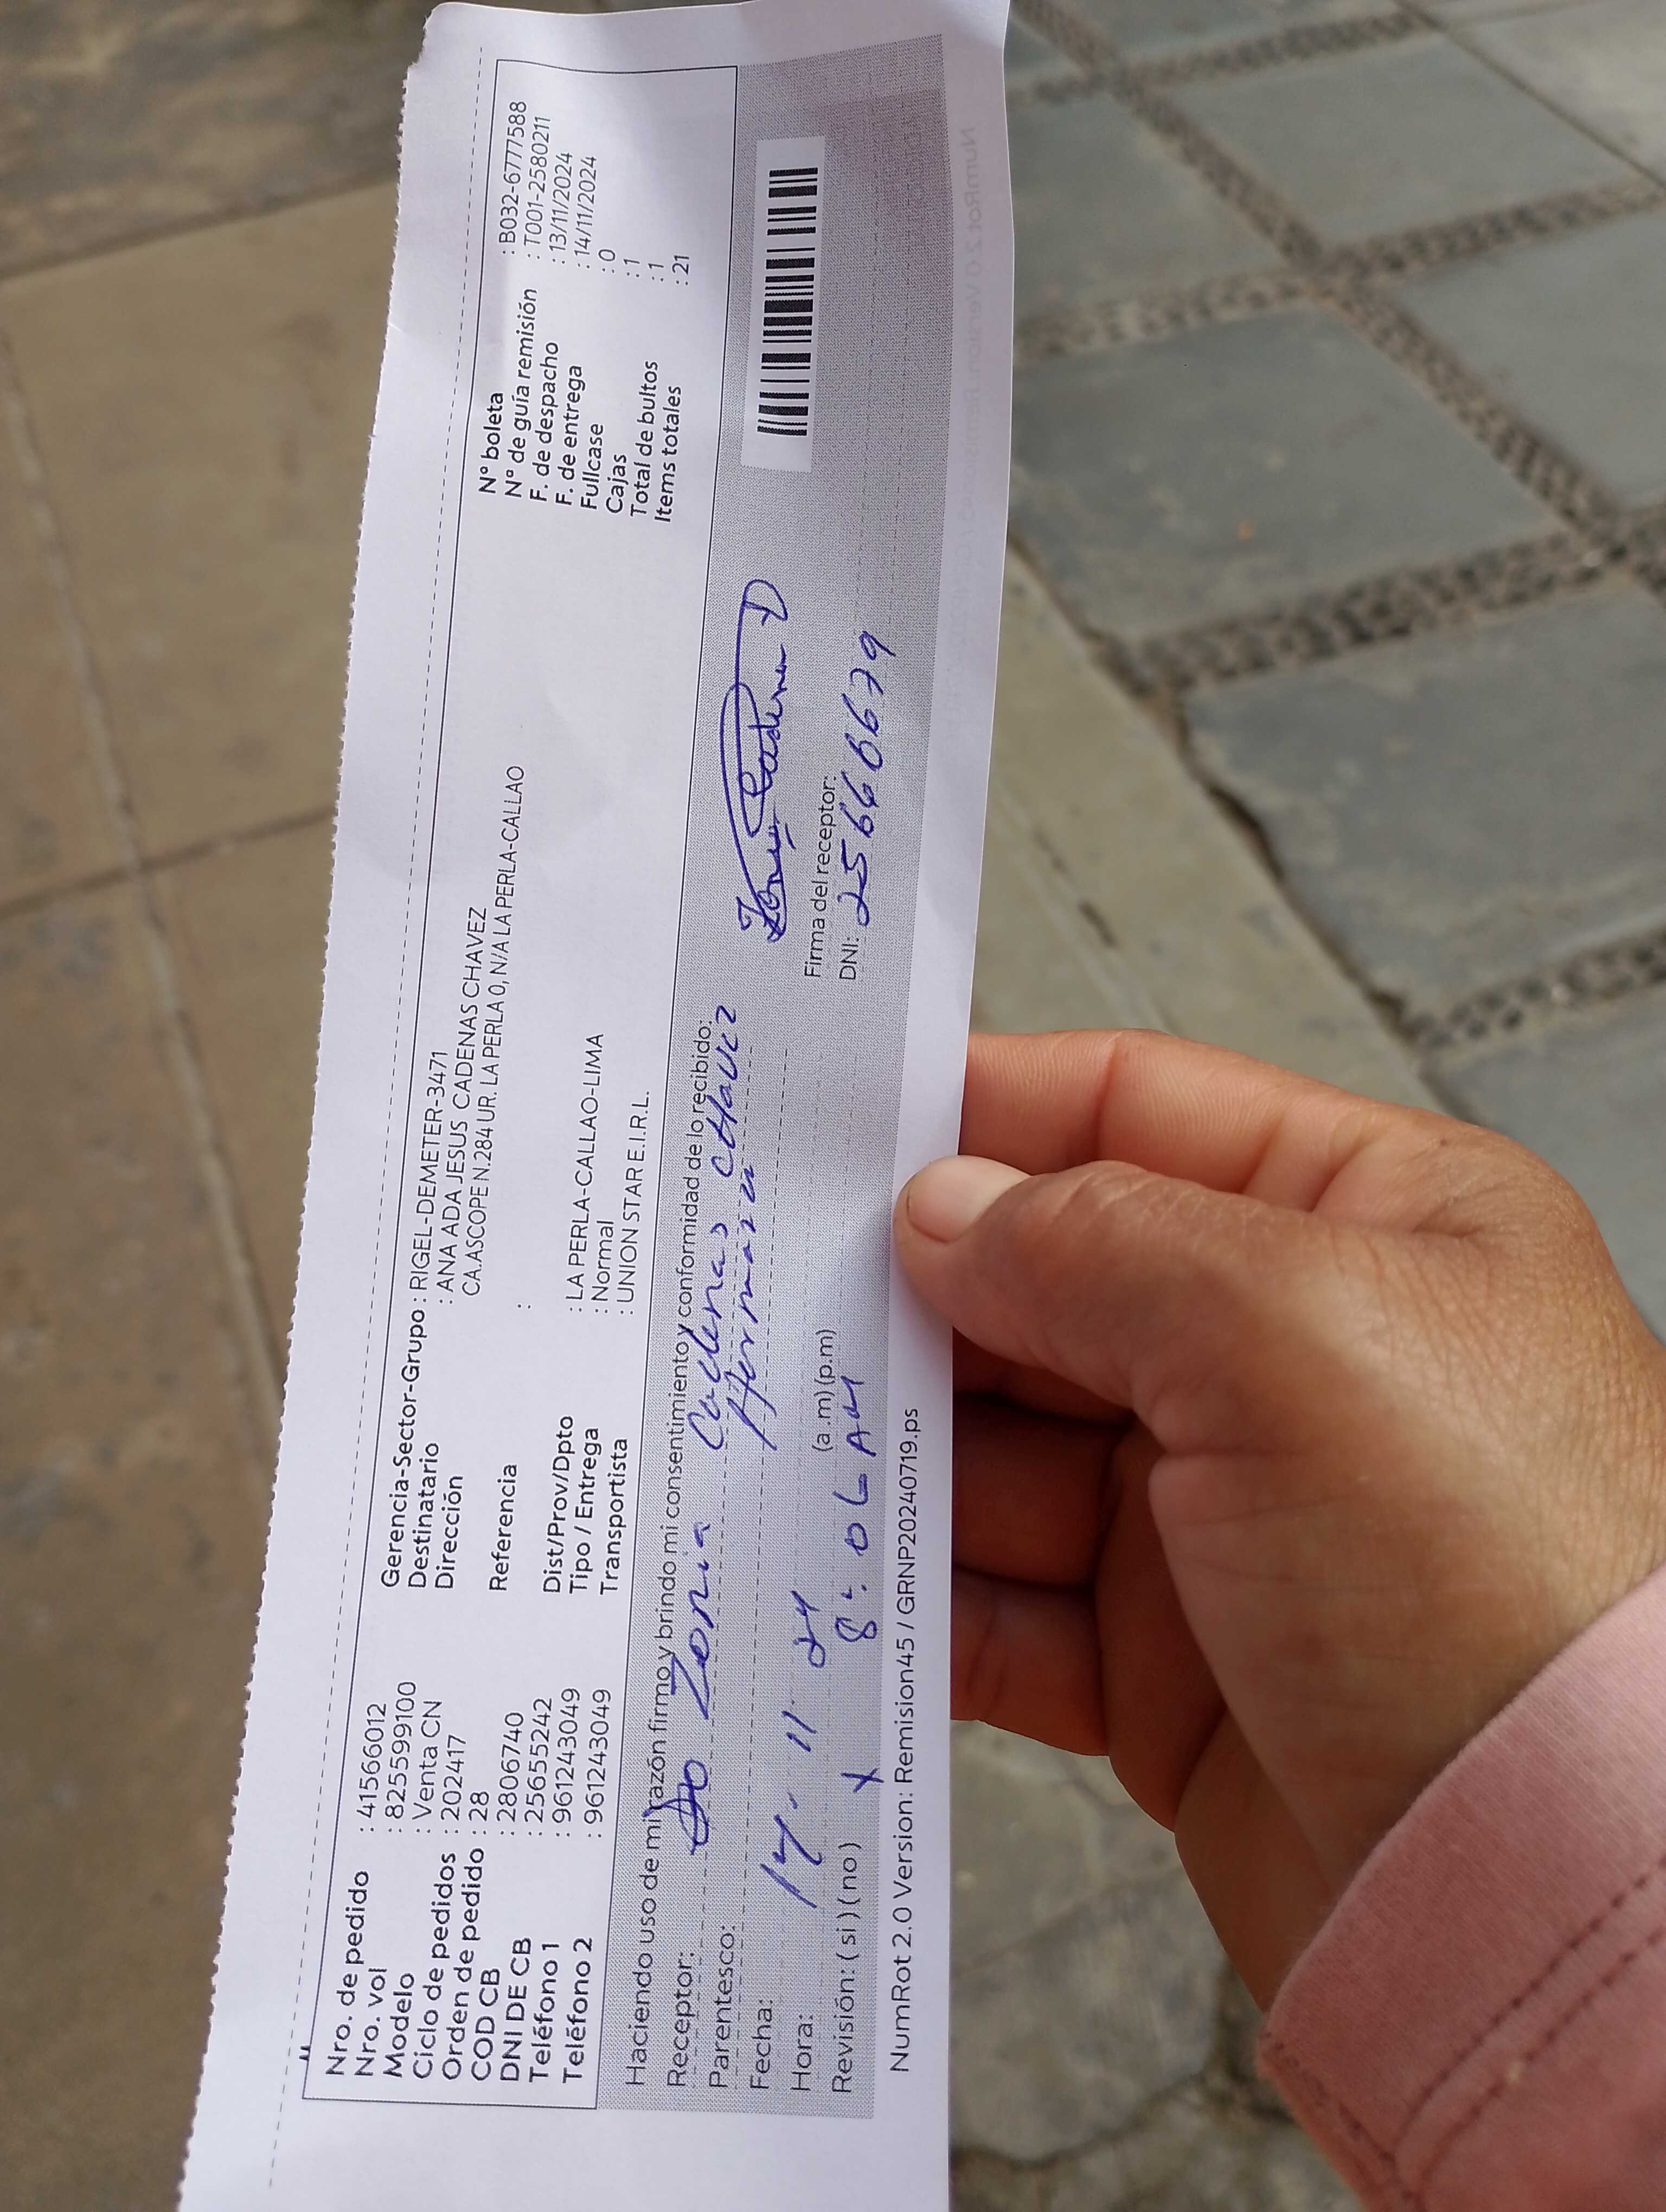 Nro. de pedido : 41566012
Nro. vol : 825599100
Modelo : Venta CN
Ciclo de pedidos : 202417
Orden de pedido : 28
COD CB : 2806740
DNI DE CB : 25655242
Teléfono 1 : 961243049
Teléfono 2 : 961243049
Gerencia-Sector-Grupo : RIGEL-DEMETER-3471
Destinatario : ANA ADA JESUS CADENAS CHAVEZ
Dirección CA.ASCOPE N.284 UR. LA PERLA 0, N/A LA PERLA-CALLAO
Referencia :
Dist/Prov/Dpto : LA PERLA-CALLAO-LIMA
Tipo / Entrega : Normal
Transportista : UNION STAR E.I.R.L.
N° boleta : B032-6777588
N° de guía remisión : T001-2580211
F. de despacho : 13/11/2024
F. de entrega : 14/11/2024
Fullcase : 0
Cajas : 1
Total de bultos : 1
Items totales : 21
Haciendo uso de mi razón firmo y brindo mi consentimiento y conformidad de lo recibido:
Receptor: Zonia Cadenas CHavez
Parentesco: Hermana
Fecha: 14- 11 24
Hora: 8:06 AM (a.m) (p.m)
Revisión: ( si ) ( no ) X
Firma del receptor:
DNI: 25666679
NumRot 2.0 Version: Remision45 / GRNP20240719.ps